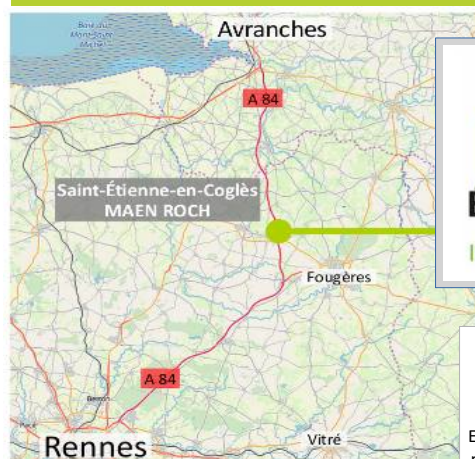 Avranches
A 84
Saint-Étienne-en-Coglès
MAEN ROCH
Fougères
A 84
Rennes
Vitré